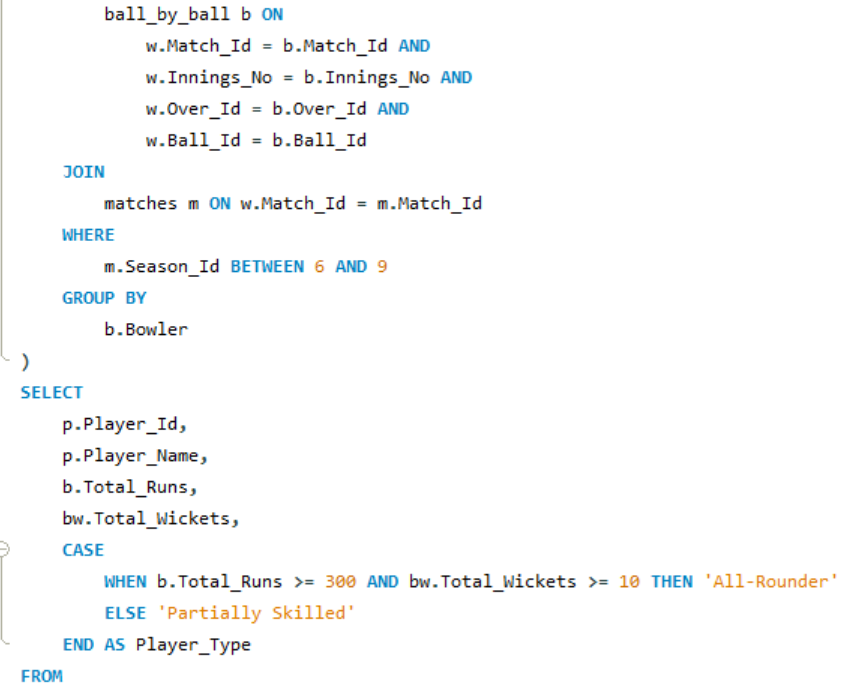 ball_by_ball b ON
w.Match_Id = b.Match_Id AND
w.Innings_No = b.Innings_No AND
w.Over_Id = b.Over_Id AND
w.Ball_Id = b.Ball_Id
JOIN
matches m ON w.Match_Id = m.Match_Id
WHERE
m.Season_Id BETWEEN 6 AND 9
GROUP BY
b.Bowler
)
SELECT
p.Player_Id,
p.Player_Name,
b.Total_Runs,
bw.Total_Wickets,
CASE
WHEN b.Total_Runs >= 300 AND bw.Total_Wickets >= 10 THEN 'All-Rounder'
ELSE 'Partially Skilled'
END AS Player_Type
FROM